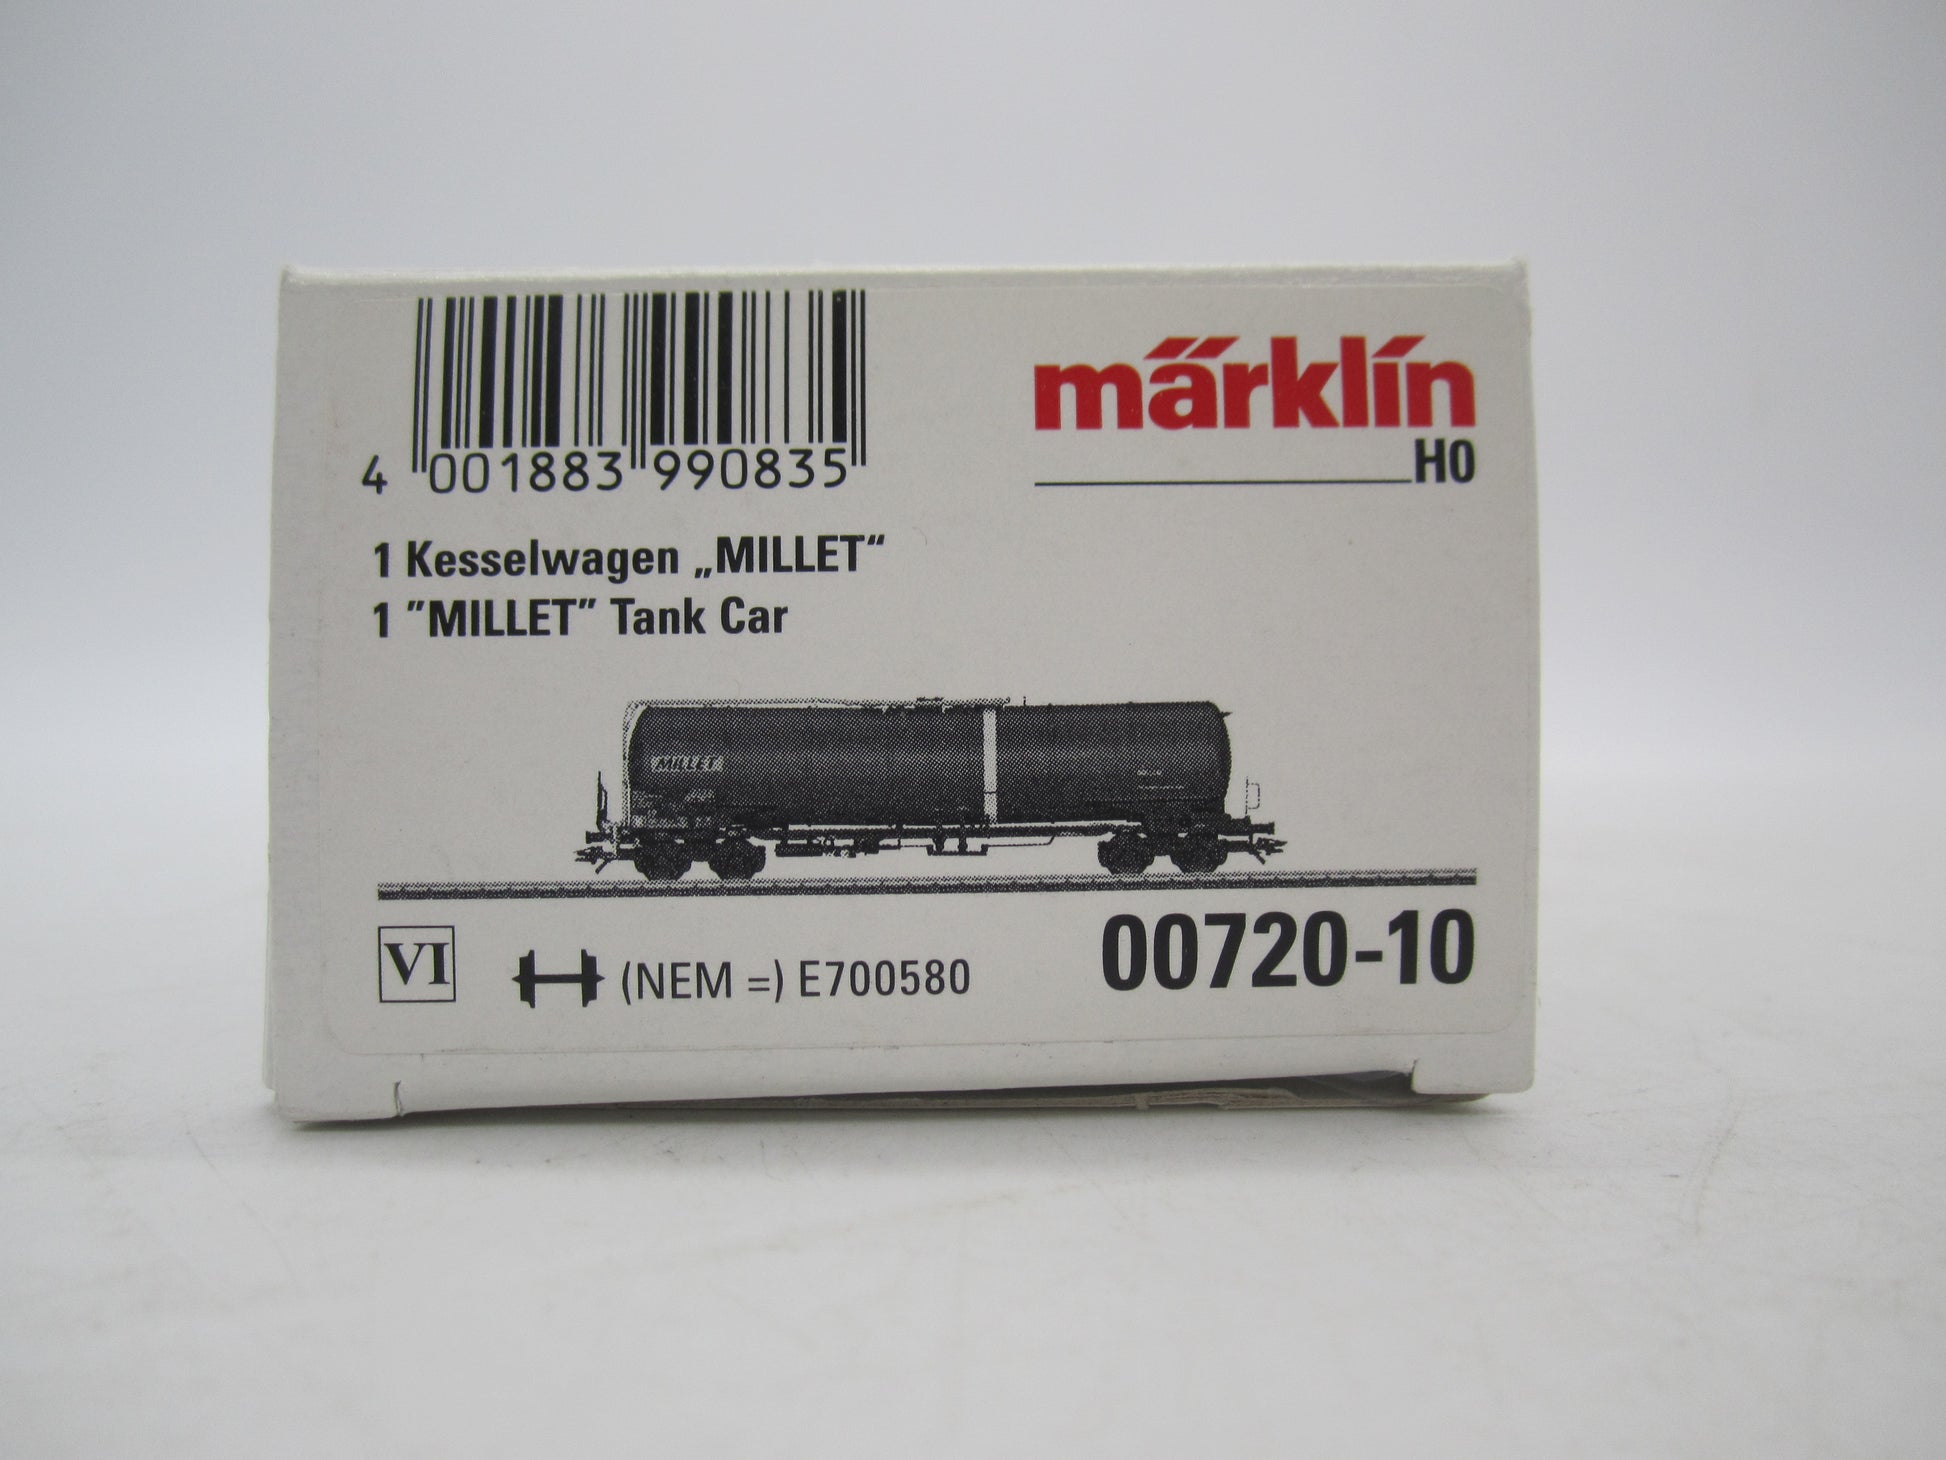 4 001883 990835
märklin
H0
1 Kesselwagen „MILLET“
1 ”MILLET” Tank Car
MILLET
VI
(NEM =) E700580
00720-10